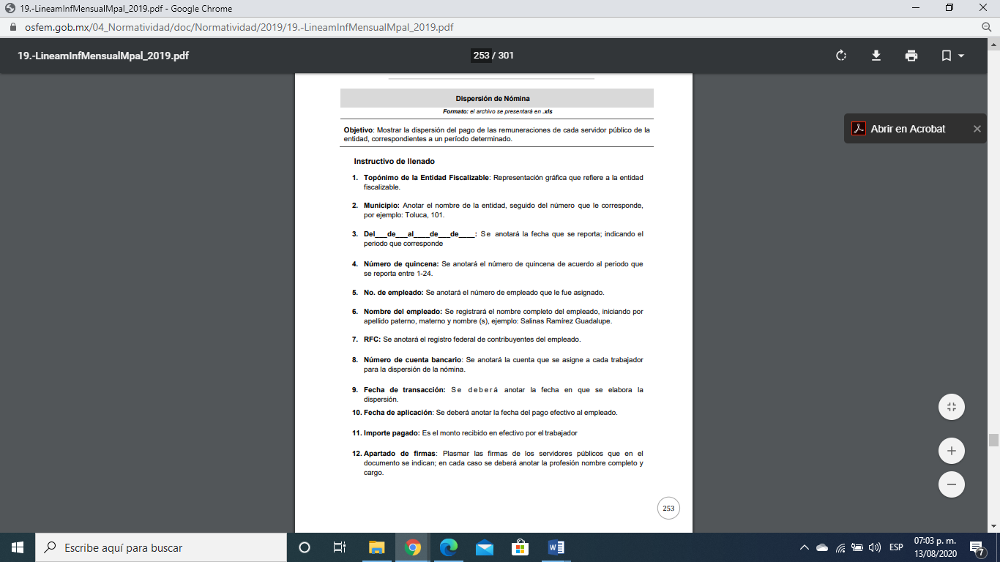 19.-LineamInfMensualMpal_2019.pdf - Google Chrome
osfem.gob.mx/04_Normatividad/doc/Normatividad/2019/19.-LineamInfMensualMpal_2019.pdf
19.-LineamInfMensualMpal_2019.pdf
253 / 301
Abrir en Acrobat
Dispersión de Nómina
Formato: el archivo se presentará en .xls
Objetivo: Mostrar la dispersión del pago de las remuneraciones de cada servidor público de la
entidad, correspondientes a un período determinado.
Instructivo de llenado
1. Topónimo de la Entidad Fiscalizable: Representación gráfica que refiere a la entidad
fiscalizable.
2. Municipio: Anotar el nombre de la entidad, seguido del número que le corresponde,
por ejemplo: Toluca, 101.
3. Del___de___al____de___de____: Se anotará la fecha que se reporta; indicando el
periodo que corresponde
4. Número de quincena: Se anotará el número de quincena de acuerdo al periodo que
se reporta entre 1-24.
5. No. de empleado: Se anotará el número de empleado que le fue asignado.
6. Nombre del empleado: Se registrará el nombre completo del empleado, iniciando por
apellido paterno, materno y nombre (s), ejemplo: Salinas Ramírez Guadalupe.
7. RFC: Se anotará el registro federal de contribuyentes del empleado.
8. Número de cuenta bancario: Se anotará la cuenta que se asigne a cada trabajador
para la dispersión de la nómina.
9. Fecha de transacción: Se deberá anotar la fecha en que se elabora la
dispersión.
10. Fecha de aplicación: Se deberá anotar la fecha del pago efectivo al empleado.
11. Importe pagado: Es el monto recibido en efectivo por el trabajador
12. Apartado de firmas: Plasmar las firmas de los servidores públicos que en el
documento se indican; en cada caso se deberá anotar la profesión nombre completo y
cargo.
253
Escribe aquí para buscar
ESP
07:03 p. m.
13/08/2020
7